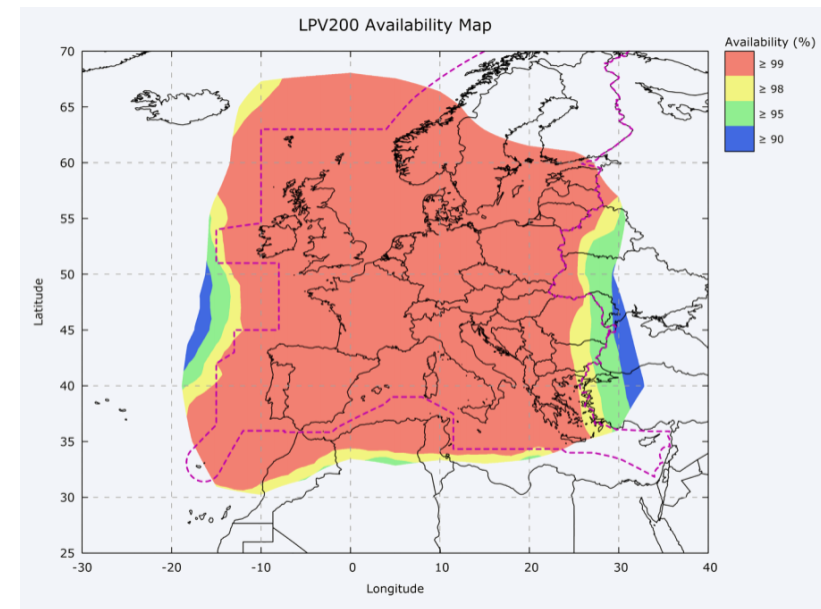 LPV200 Availability Map
Availability (%)
≥ 99
≥ 98
≥ 95
≥ 90
70
65
60
55
50
45
40
35
30
25
Latitude
-30 -20 -10 0 10 20 30 40
Longitude